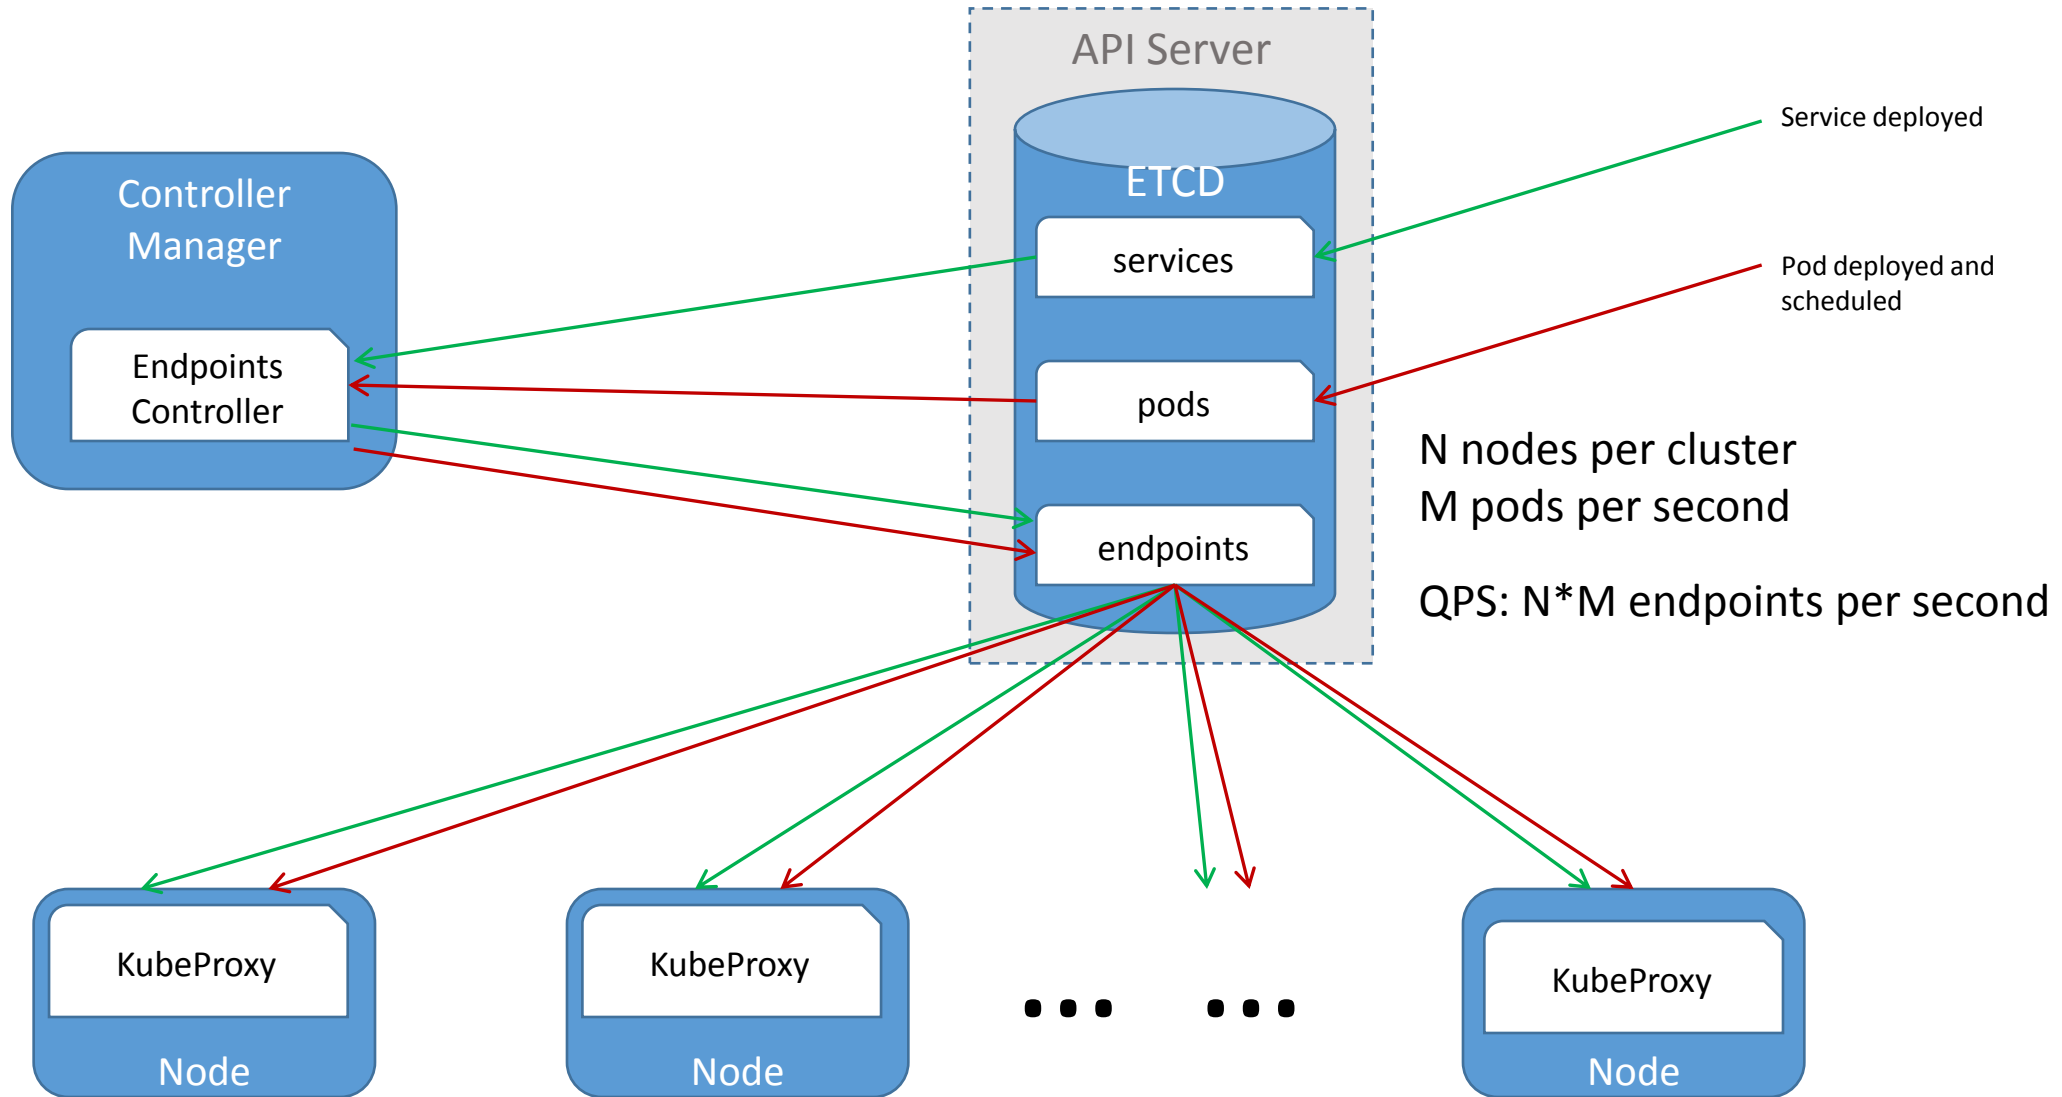 API Server
ETCD
services
pods
endpoints
Service deployed
Pod deployed and
scheduled
Controller
Manager
Endpoints
Controller
N nodes per cluster
M pods per second
QPS: N*M endpoints per second
KubeProxy
Node
KubeProxy
Node
... ...
KubeProxy
Node